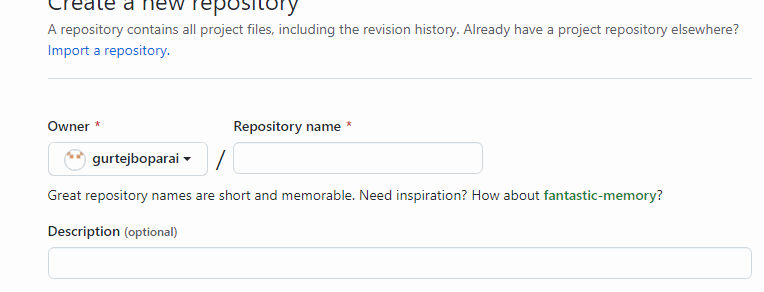 Create a new repository
A repository contains all project files, including the revision history. Already have a project repository elsewhere?
Import a repository.
Owner * Repository name *
gurtejboparai /
Great repository names are short and memorable. Need inspiration? How about fantastic-memory?
Description (optional)